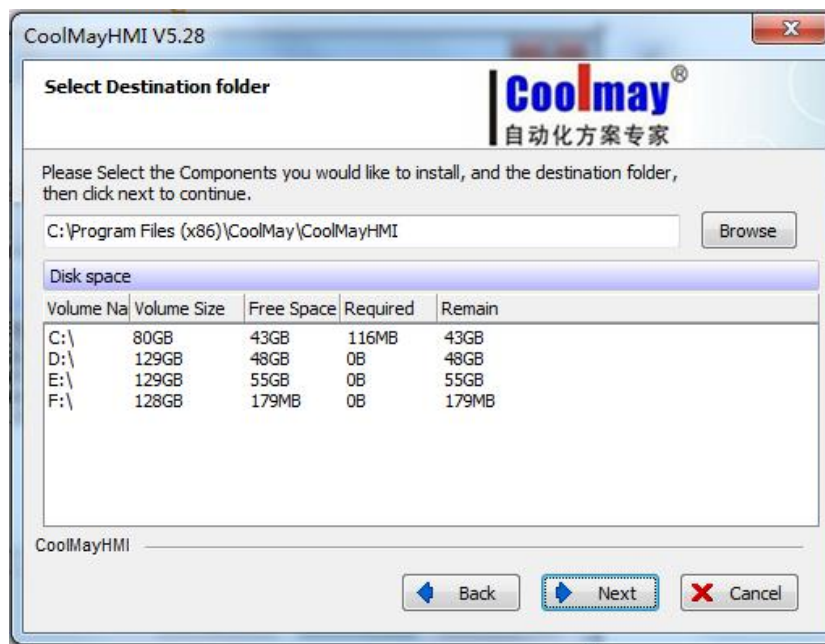 CoolMayHMI V5.28
Select Destination folder
Coolmay®
自动化方案专家
Please Select the Components you would like to install, and the destination folder,
then click next to continue.
C:\Program Files (x86)\CoolMay\CoolMayHMI
Browse
Disk space
Volume Na Volume Size Free Space Required Remain
C:\ 80GB 43GB 116MB 43GB
D:\ 129GB 48GB 0B 48GB
E:\ 129GB 55GB 0B 55GB
F:\ 128GB 179MB 0B 179MB
CoolMayHMI
Back Next Cancel